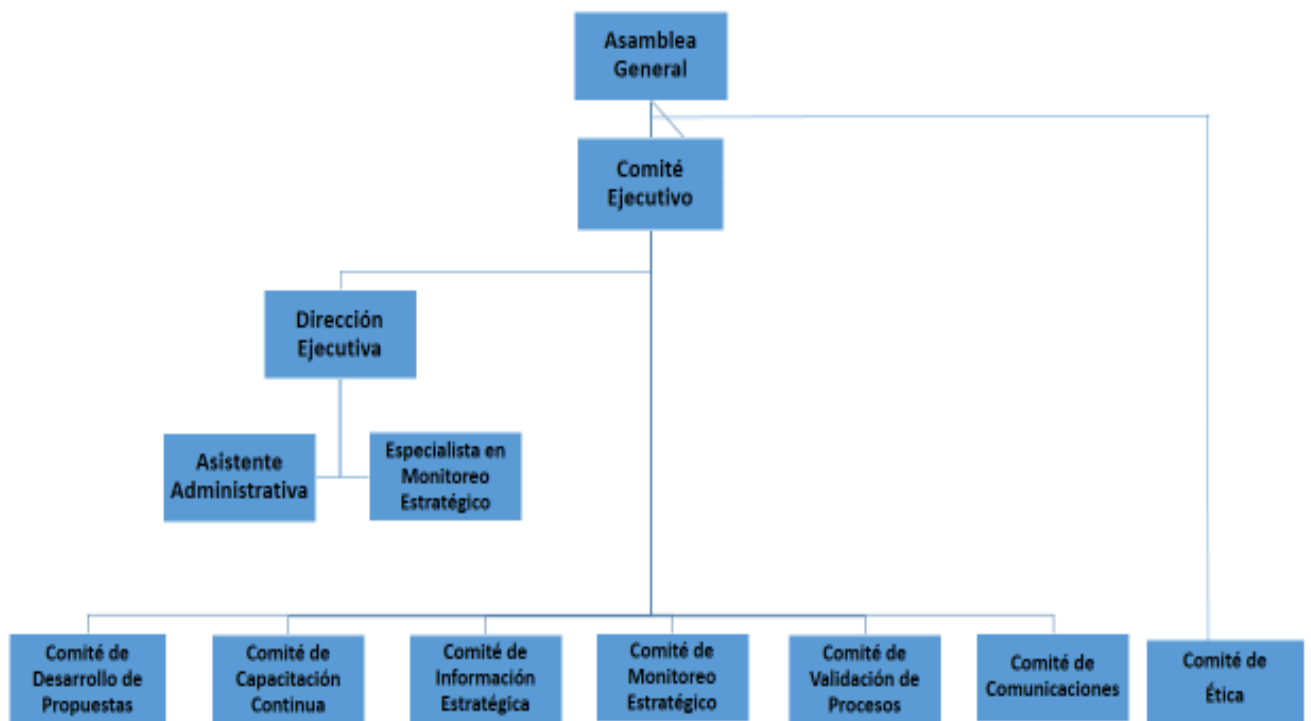 Asamblea
General
Comité
Ejecutivo
Dirección
Ejecutiva
Asistente
Administrativa
Especialista en
Monitoreo
Estratégico
Comité de
Desarrollo de
Propuestas
Comité de
Capacitación
Continua
Comité de
Información
Estratégica
Comité de
Monitoreo
Estratégico
Comité de
Validación de
Procesos
Comité de
Comunicaciones
Comité de
Ética